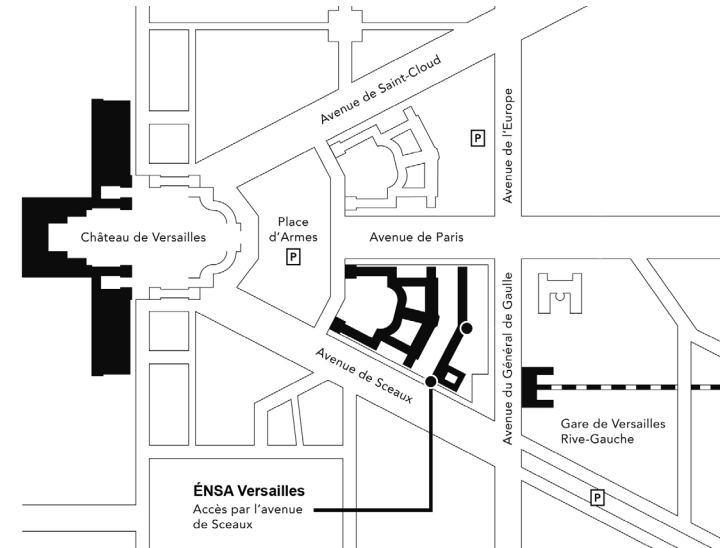 Avenue de Saint-Cloud
Avenue de l'Europe
P
Château de Versailles
Place
d'Armes
P
Avenue de Paris
Avenue du Général de Gaulle
Avenue de Sceaux
Gare de Versailles
Rive-Gauche
P
ÉNSA Versailles
Accès par l'avenue
de Sceaux